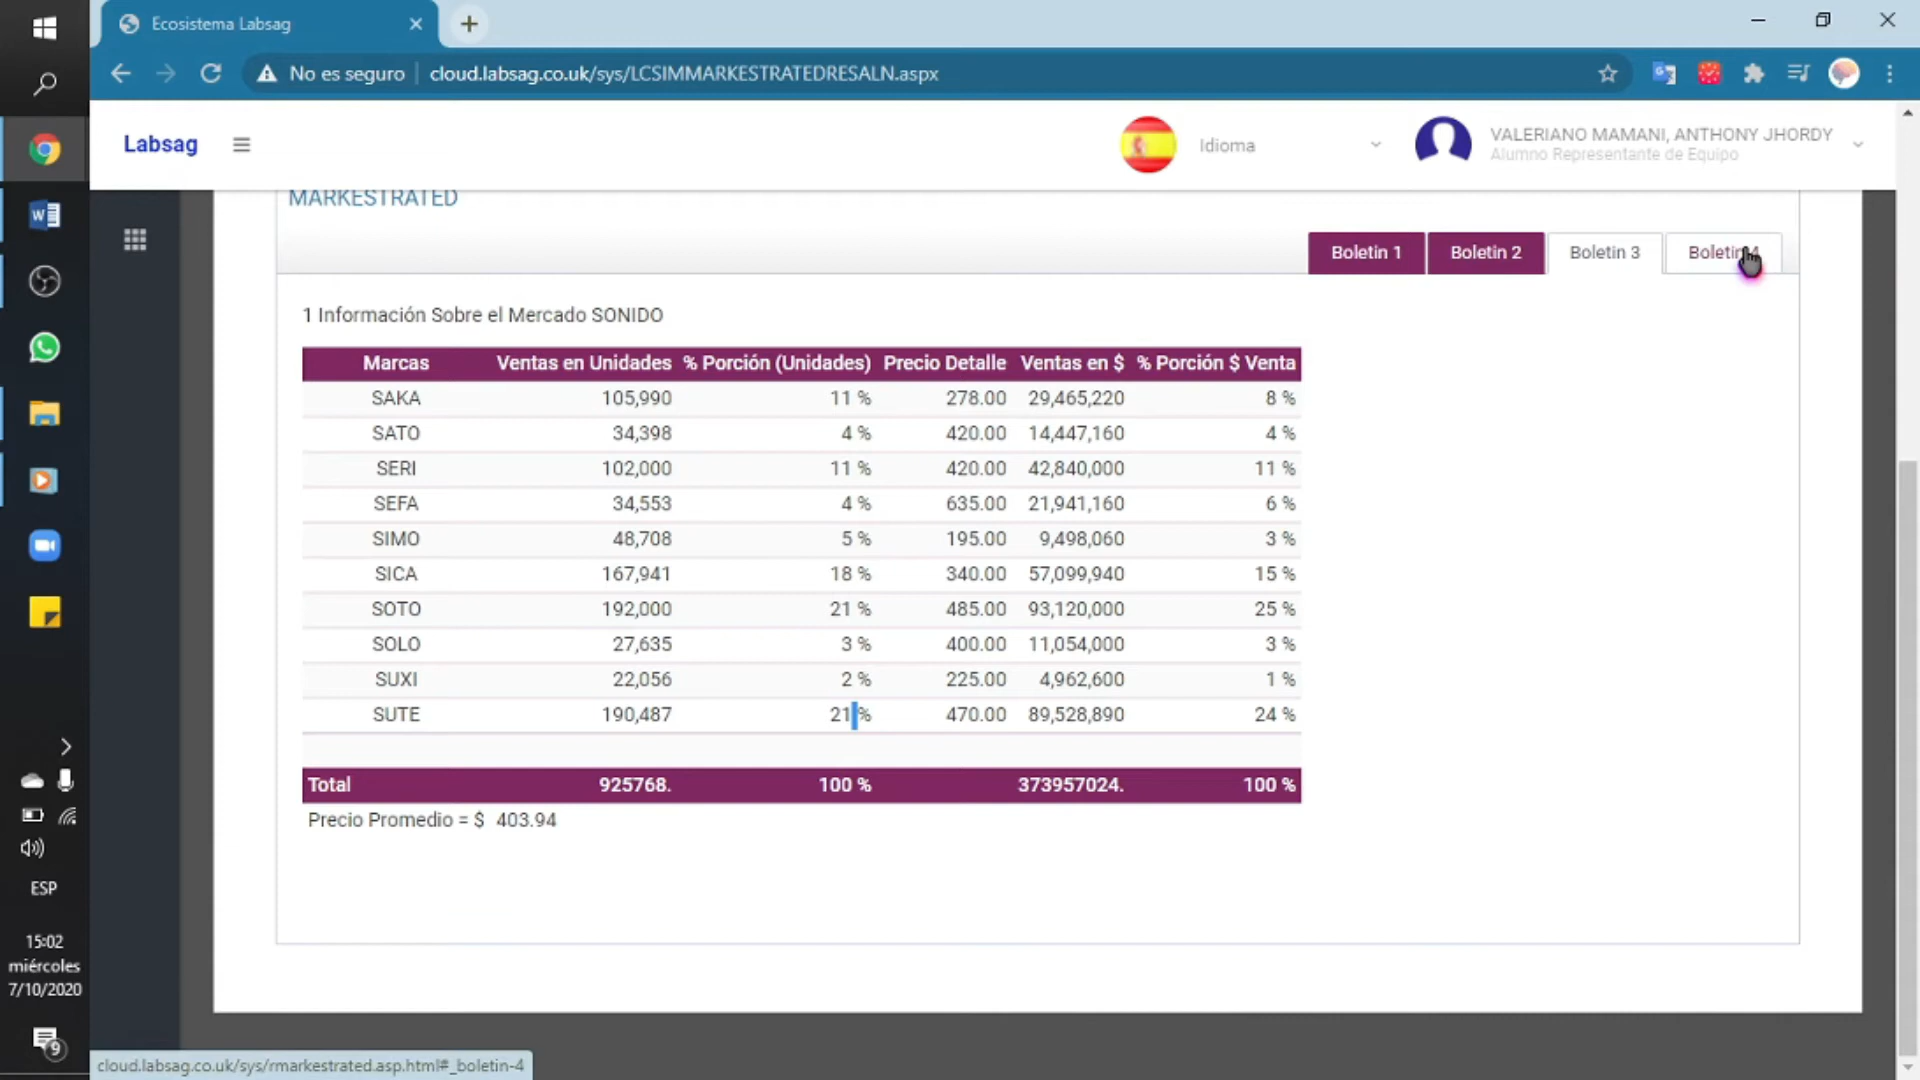 Ecosistema Labsag
No es seguro cloud.labsag.co.uk/sys/LCSIMMARKESTRATEDRESALN.aspx
Labsag
Idioma
VALERIANO MAMANI, ANTHONY JHORDY
Alumno Representante de Equipo
MARKESTRATED
Boletin 1 Boletin 2 Boletin 3 Boletin 4
1 Información Sobre el Mercado SONIDO
Marcas Ventas en Unidades % Porción (Unidades) Precio Detalle Ventas en $ % Porción $ Venta
SAKA 105,990 11 % 278.00 29,465,220 8 %
SATO 34,398 4 % 420.00 14,447,160 4 %
SERI 102,000 11 % 420.00 42,840,000 11 %
SEFA 34,553 4 % 635.00 21,941,160 6 %
SIMO 48,708 5 % 195.00 9,498,060 3 %
SICA 167,941 18 % 340.00 57,099,940 15 %
SOTO 192,000 21 % 485.00 93,120,000 25 %
SOLO 27,635 3 % 400.00 11,054,000 3 %
SUXI 22,056 2 % 225.00 4,962,600 1 %
SUTE 190,487 21 % 470.00 89,528,890 24 %
Total 925768. 100 % 373957024. 100 %
Precio Promedio = $ 403.94
ESP
15:02
miércoles
7/10/2020
9
cloud.labsag.co.uk/sys/rmarkestrated.asp.html#_boletin-4